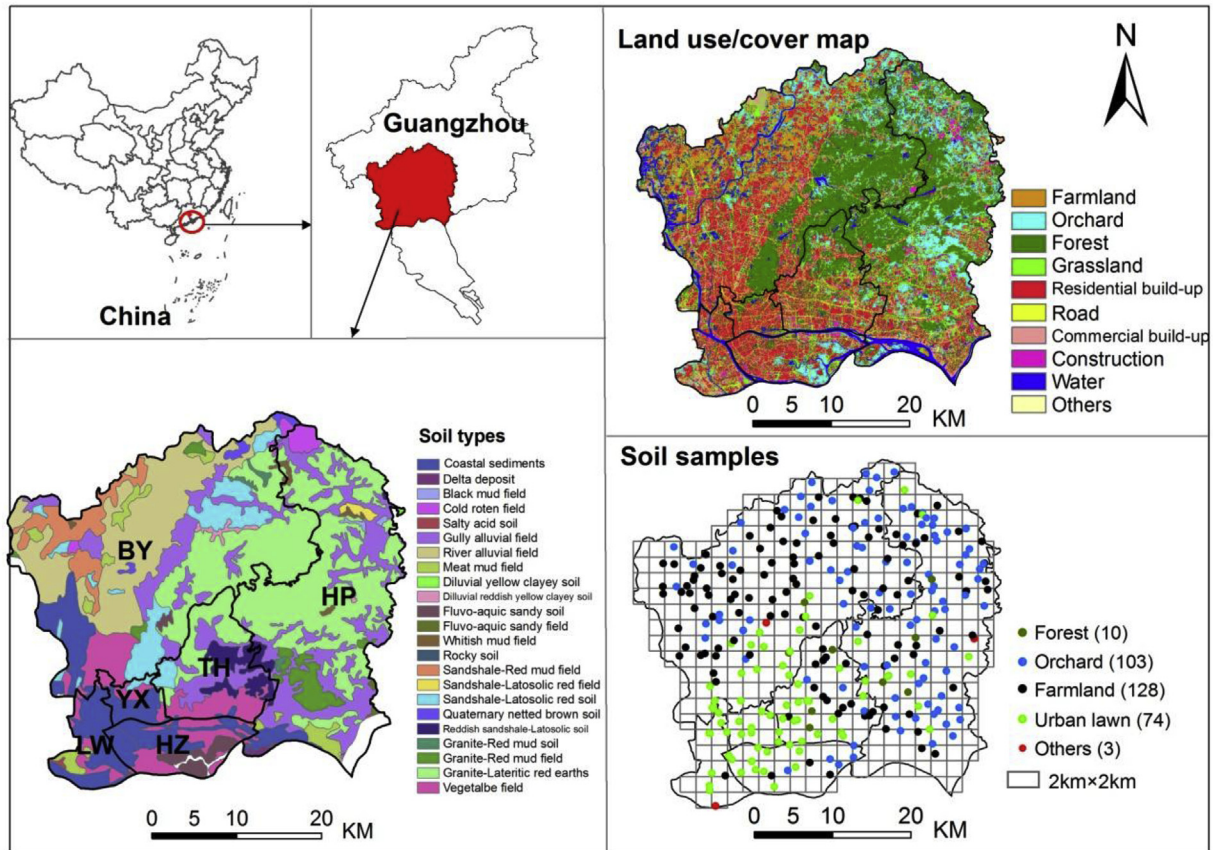 China
Guangzhou
Land use/cover map
N
Farmland
Orchard
Forest
Grassland
Residential build-up
Road
Commercial build-up
Construction
Water
Others
0 5 10 20 KM
Soil types
Coastal sediments
Delta deposit
Black mud field
Cold roten field
Salty acid soil
Gully alluvial field
River alluvial field
Meat mud field
Diluvial yellow clayey soil
Dilluvial reddish yellow clayey soil
Fluvo-aquic sandy soil
Fluvo-aquic sandy field
Whitish mud field
Rocky soil
Sandshale-Red mud field
Sandshale-Latosolic red field
Sandshale-Latosolic red soil
Quaternary netted brown soil
Reddish sandshale-Latosolic soil
Granite-Red mud soil
Granite-Red mud field
Granite-Lateritic red earths
Vegetalbe field
BY
HP
TH
YX
LW
HZ
0 5 10 20 KM
Soil samples
Forest (10)
Orchard (103)
Farmland (128)
Urban lawn (74)
Others (3)
2km×2km
0 5 10 20 KM